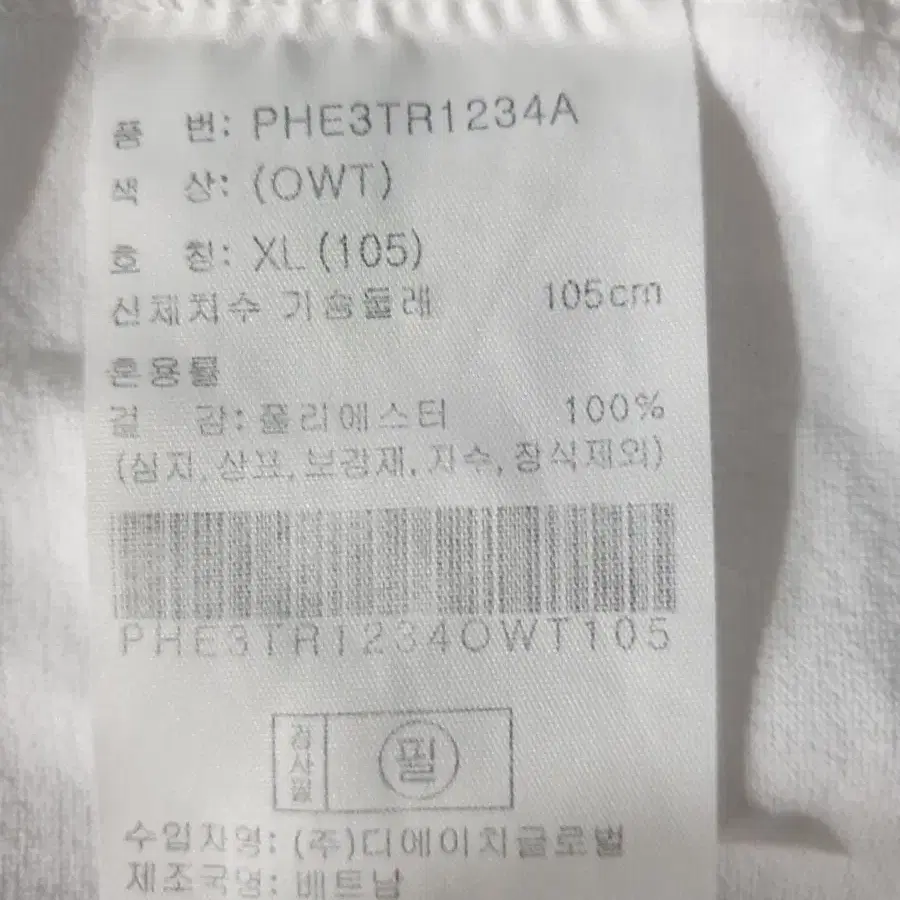 품 번: PHE3TR1234A
색 상: (OWT)
호 칭: XL (105)
신체치수 가슴둘레 105cm
혼용률
겉 감: 폴리에스터 100%
(심지, 상표, 보강재, 자수, 장식제외)
PHE3TR1234OWT105
검사필 필
수입자명: (주)디에이치글로벌
제조국명: 베트남